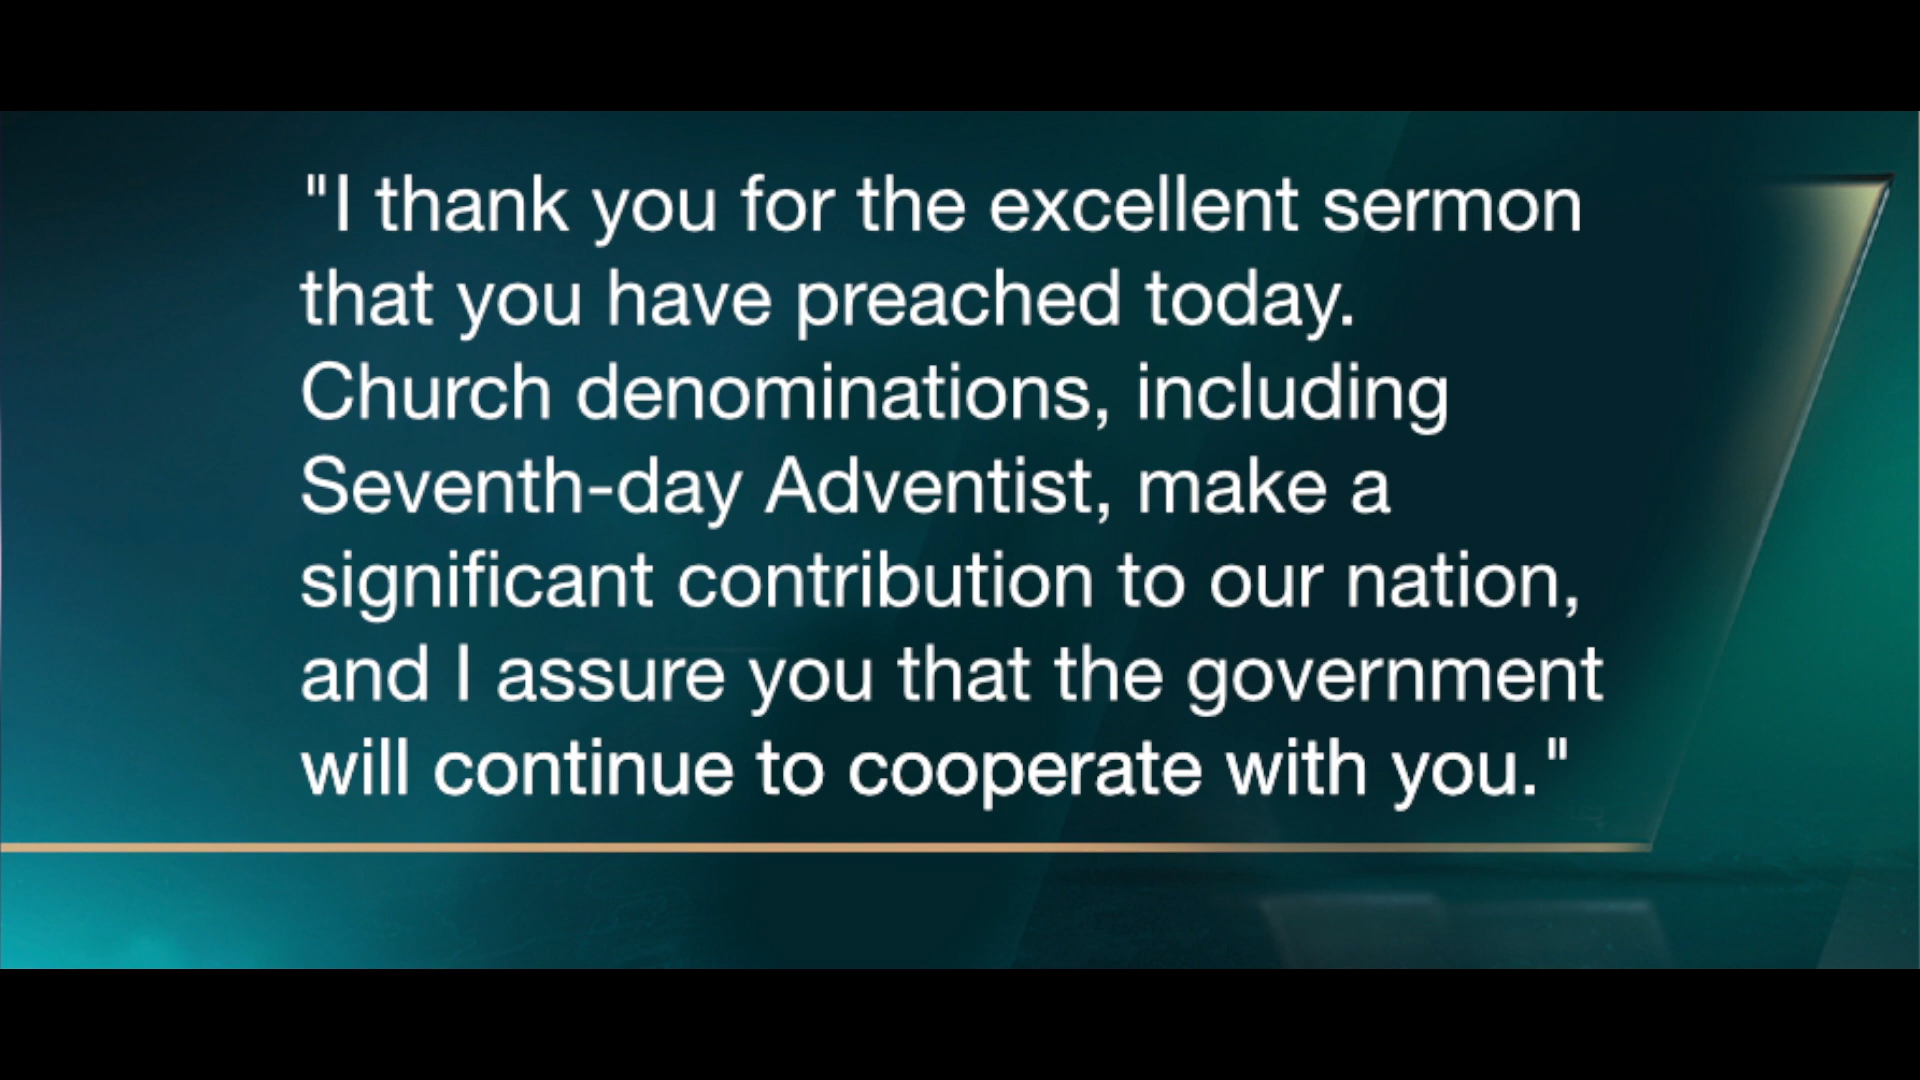 "I thank you for the excellent sermon
that you have preached today.
Church denominations, including
Seventh-day Adventist, make a
significant contribution to our nation,
and I assure you that the government
will continue to cooperate with you."